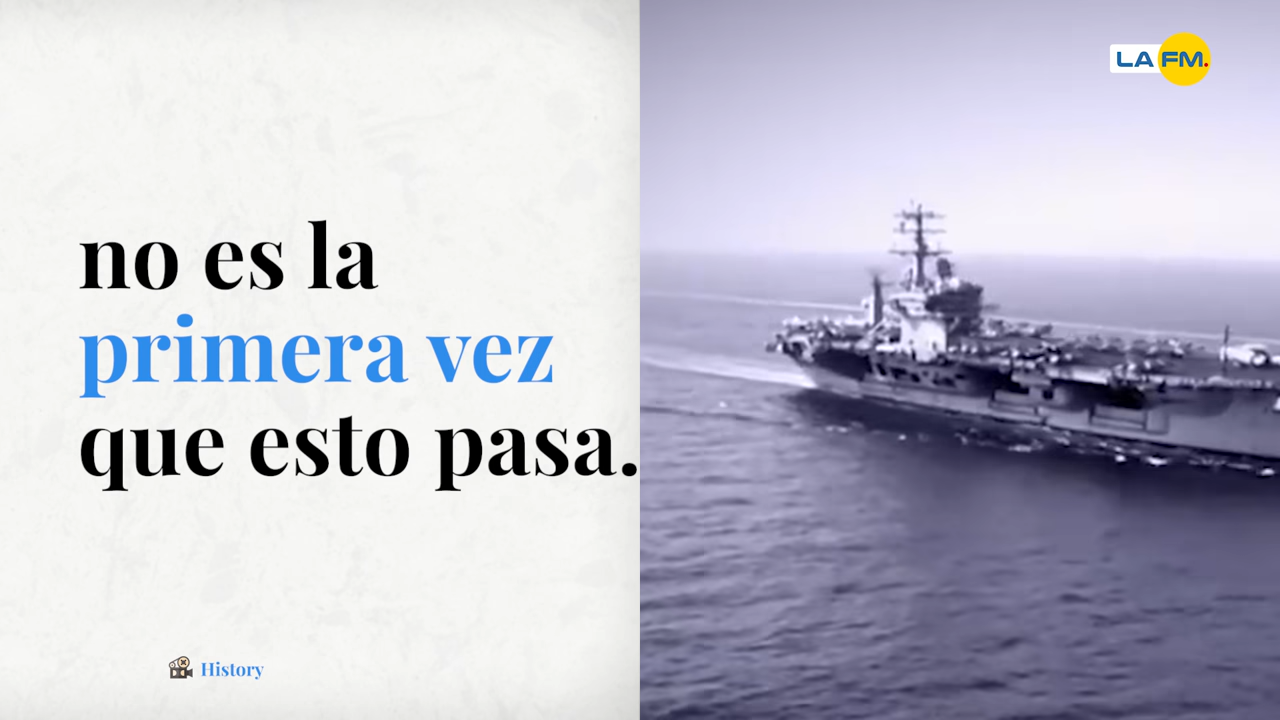 LA FM.
no es la
primera vez
que esto pasa.
History